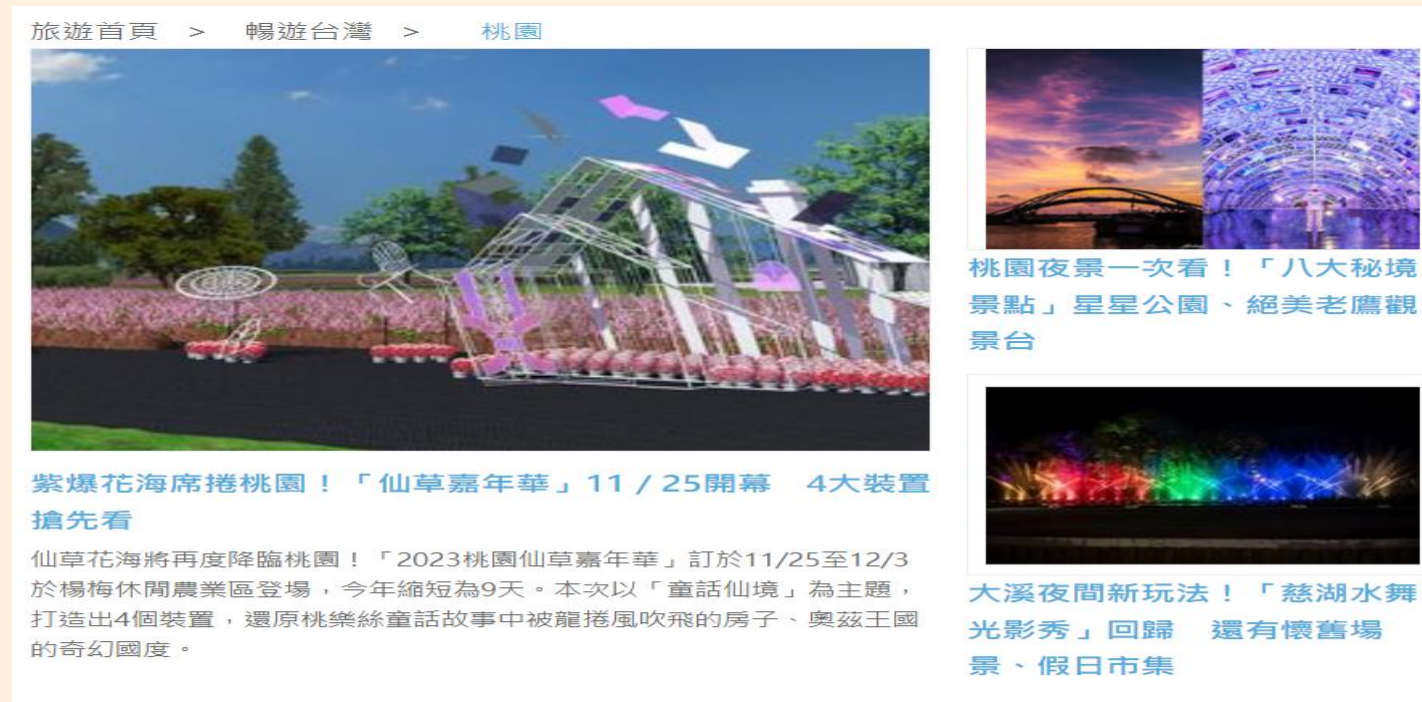 旅遊首頁 > 暢遊台灣 > 桃園
紫爆花海席捲桃園！「仙草嘉年華」11／25開幕　4大裝置
搶先看
仙草花海將再度降臨桃園！「2023桃園仙草嘉年華」訂於11/25至12/3
於楊梅休閒農業區登場，今年縮短為9天。本次以「童話仙境」為主題，
打造出4個裝置，還原桃樂絲童話故事中被龍捲風吹飛的房子、奧茲王國
的奇幻國度。
桃園夜景一次看！「八大秘境
景點」星星公園、絕美老鷹觀
景台
大溪夜間新玩法！「慈湖水舞
光影秀」回歸　還有懷舊場
景、假日市集